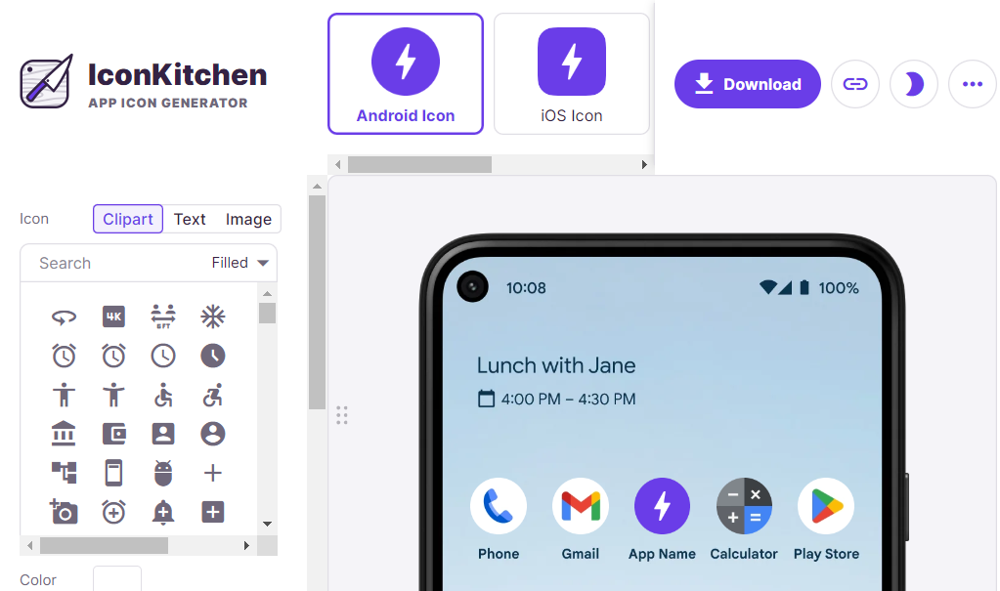 IconKitchen
APP ICON GENERATOR
Android Icon
iOS Icon
Download
Icon
Clipart
Text
Image
Search
Filled
4K
6FT
Color
10:08
100%
Lunch with Jane
4:00 PM – 4:30 PM
Phone
Gmail
App Name
Calculator
Play Store